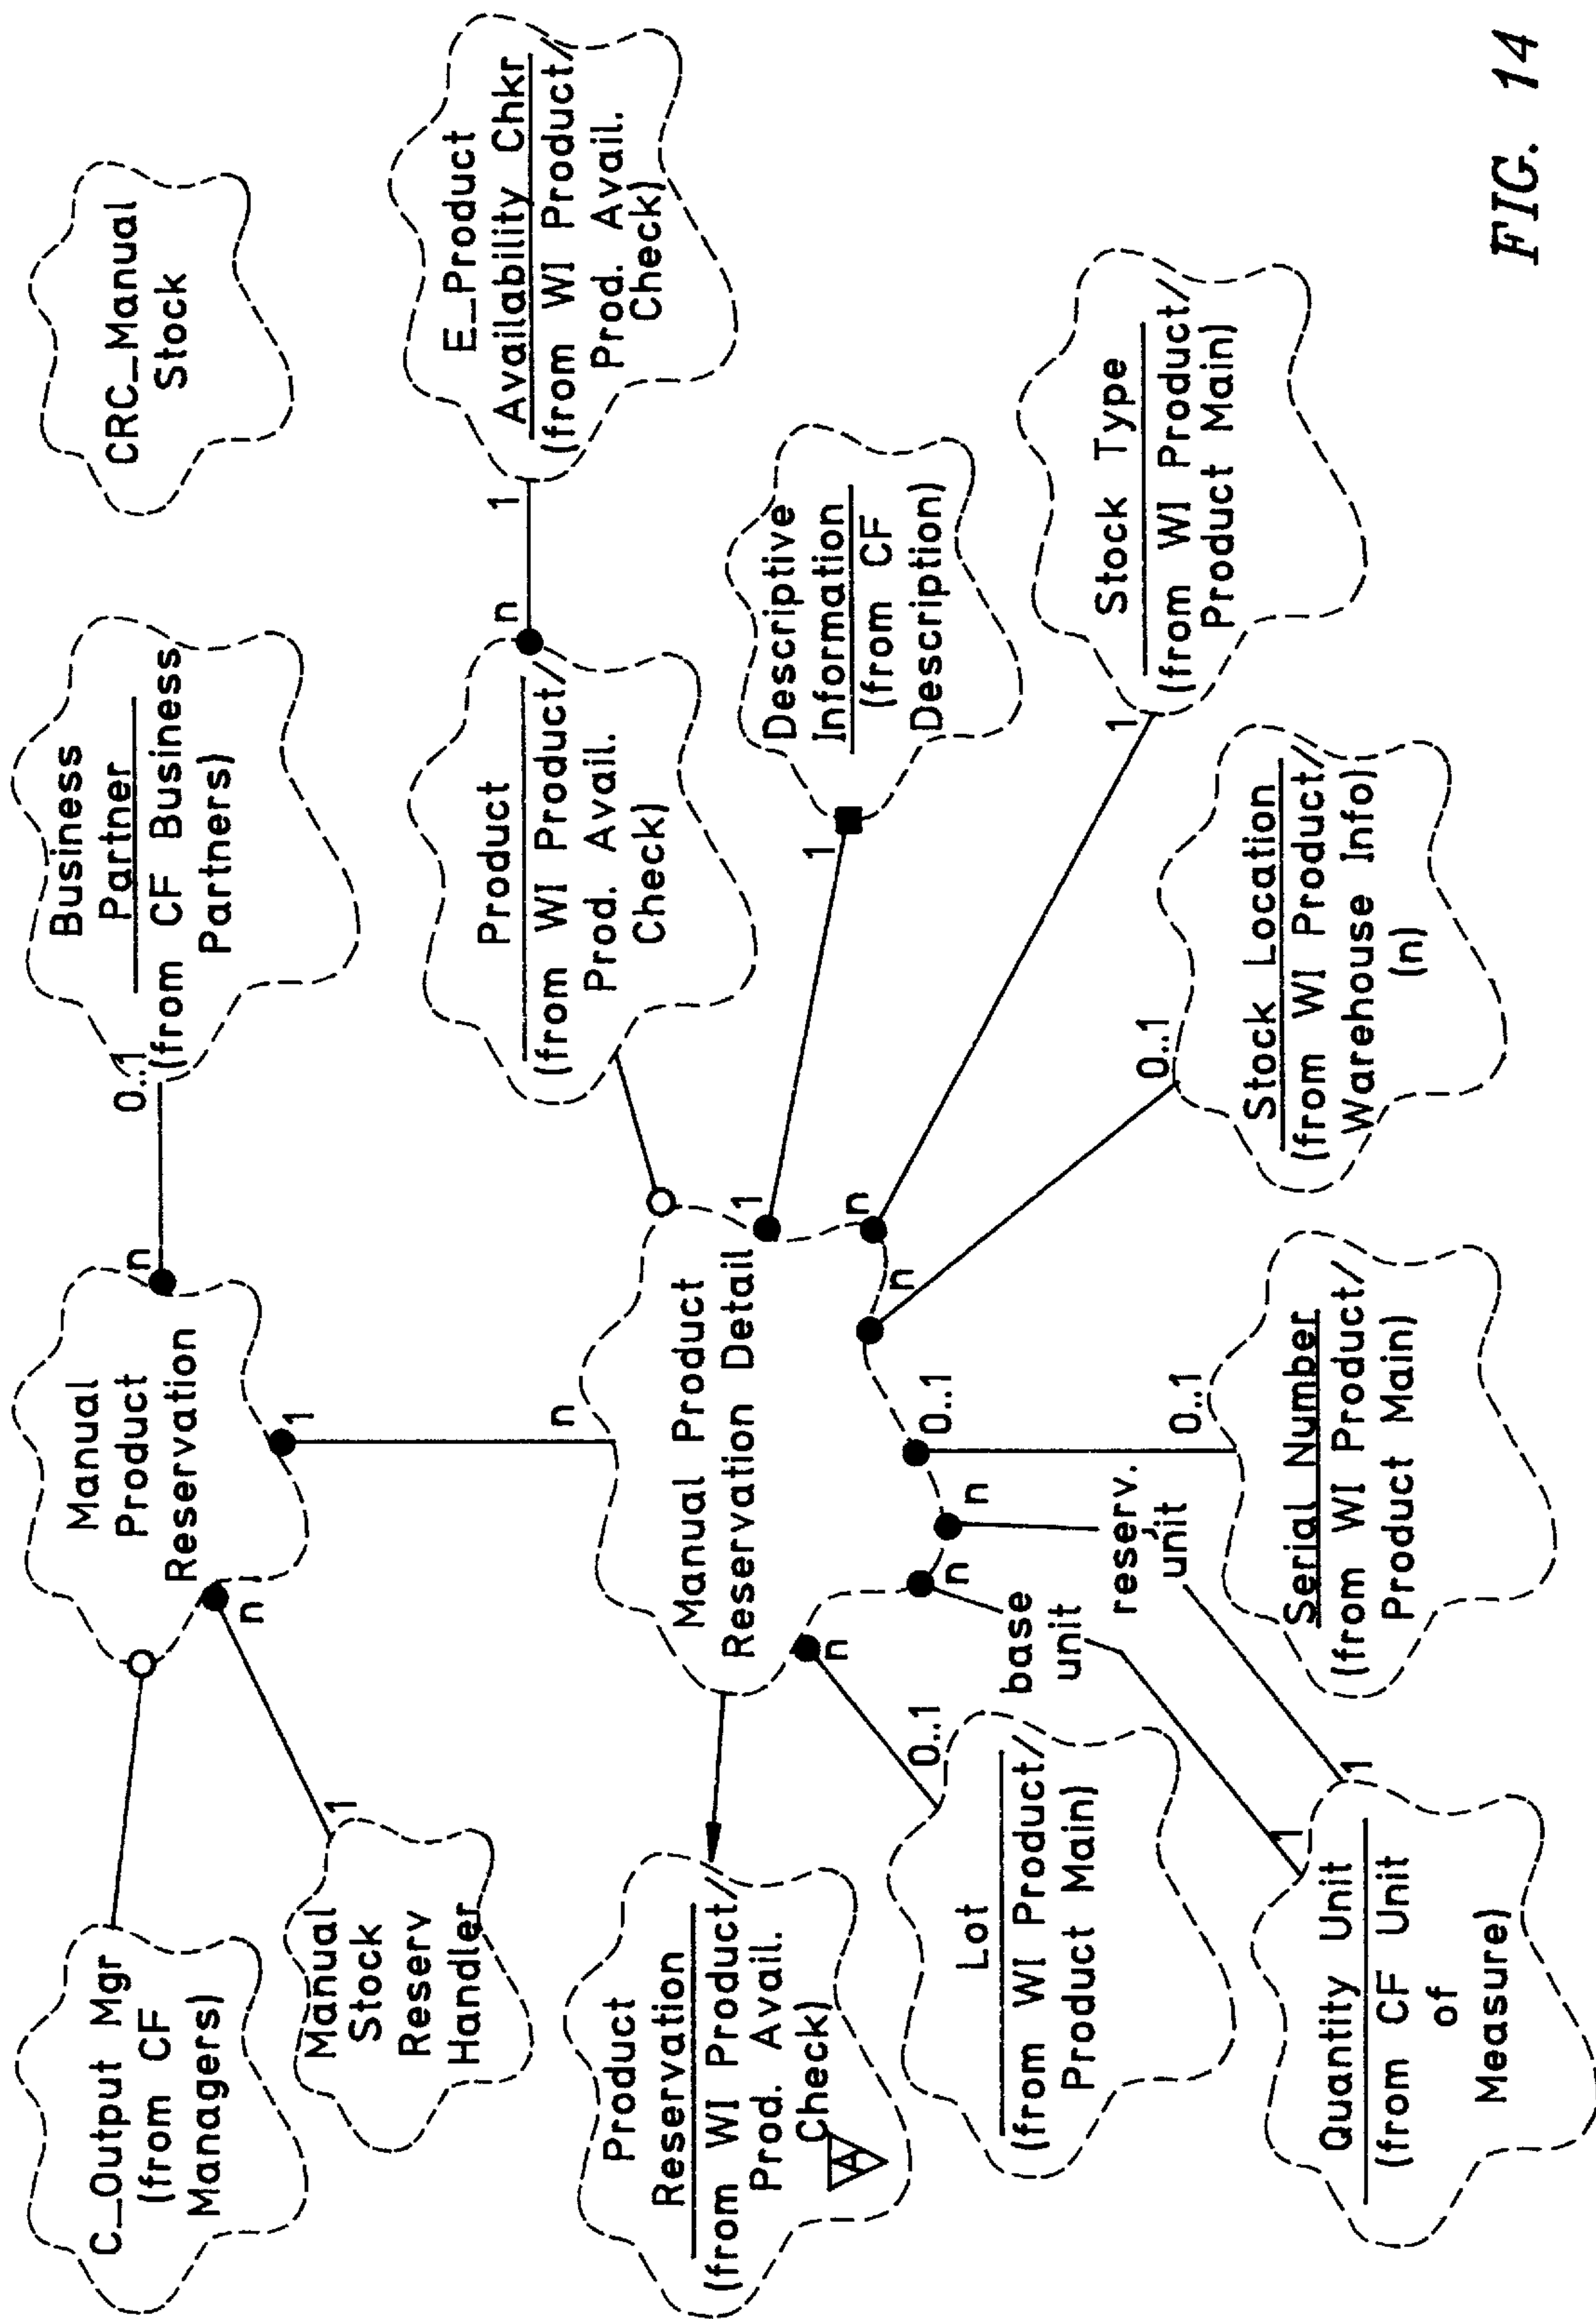 C_Output Mgr
(from CF
Managers)
Manual
Product
Reservation
n
1
n
0..1
Business
Partner
(from CF Business
Partners)
CRC_Manual
Stock
Manual
Stock
Reserv
Handler
1
Product
Reservation
(from WI Product/
Prod. Avail.
Check)
A
n
Manual Product
Reservation Detail
1
n
n
0..1
n
n
n
Product
(from WI Product/
Prod. Avail.
Check)
n
1
E_Product
Availability Chkr
(from WI Product/
Prod. Avail.
Check)
1
Descriptive
Information
(from CF
Description)
1
Stock Type
(from WI Product/
Product Main)
0..1
Lot
(from WI Product/
Product Main)
base
unit
reserv.
unit
1
1
Quantity Unit
(from CF Unit
of
Measure)
0..1
Serial Number
(from WI Product/
Product Main)
0..1
Stock Location
(from WI Product/
Warehouse Info)
(n)
FIG. 14